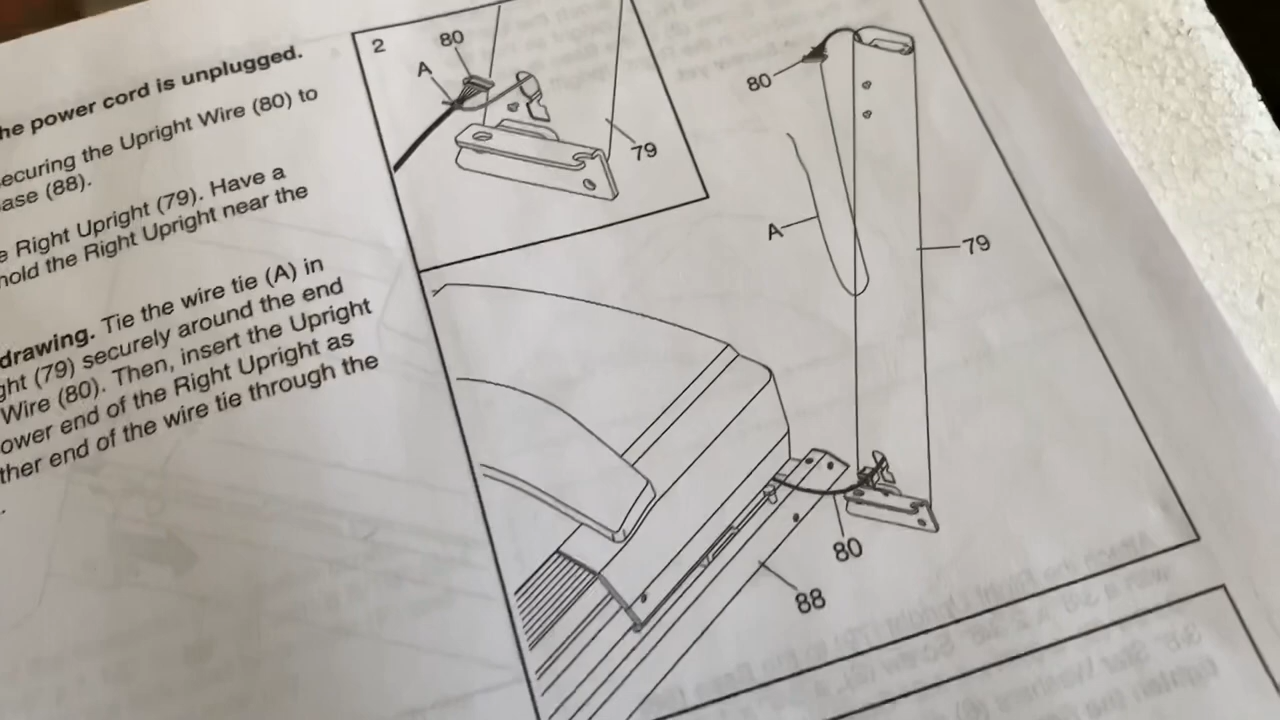 he power cord is unplugged.
ecuring the Upright Wire (80) to
ase (88).
e Right Upright (79). Have a
hold the Right Upright near the
drawing. Tie the wire tie (A) in
ght (79) securely around the end
Wire (80). Then, insert the Upright
ower end of the Right Upright as
ther end of the wire tie through the
.
2
80
A
79
80
A
79
80
88